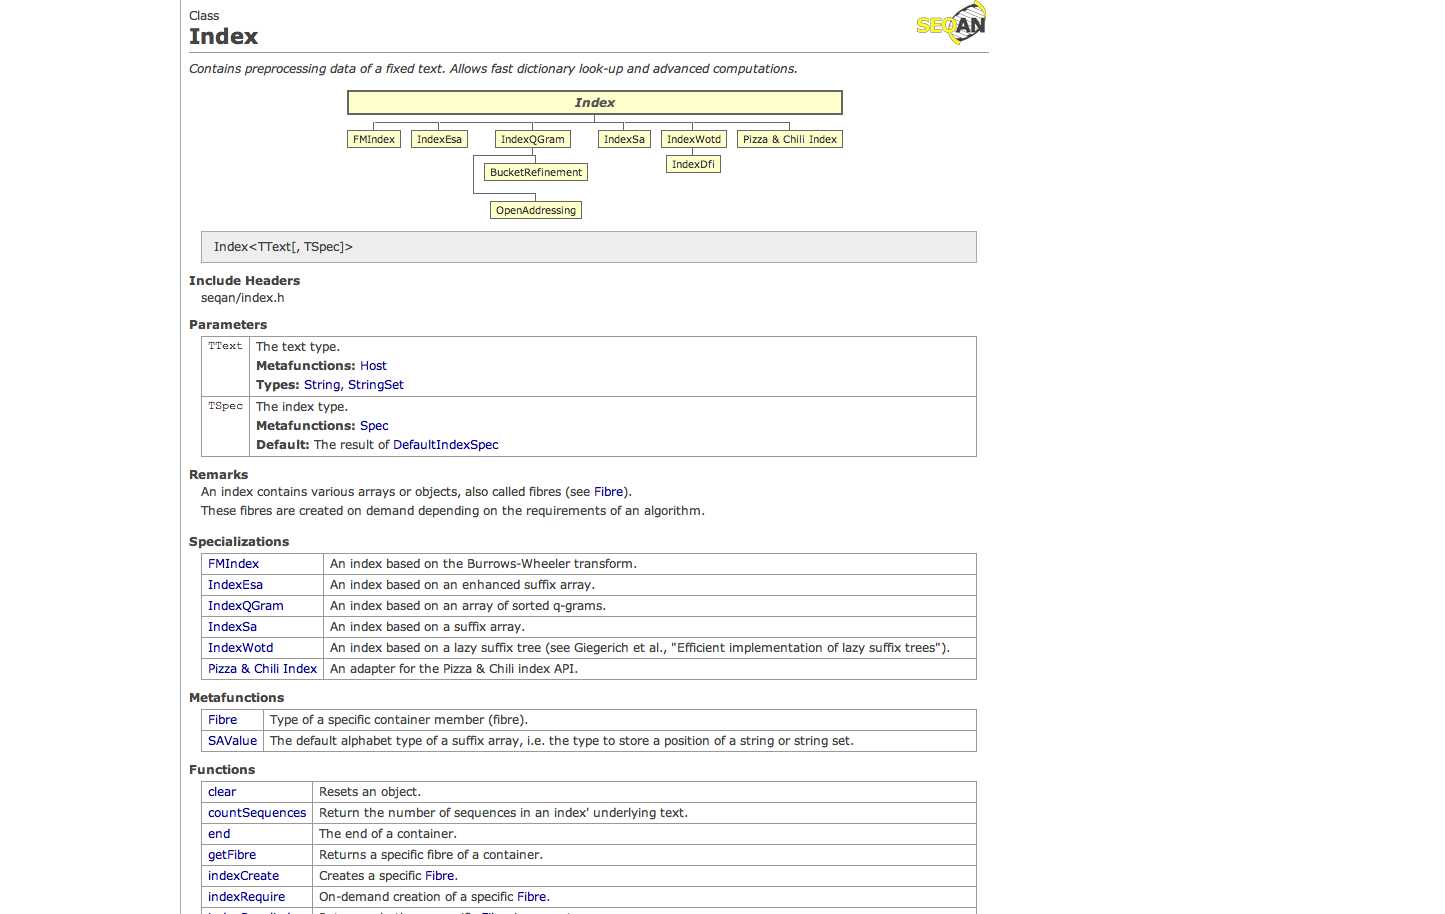 Class
Index
SEQAN
Contains preprocessing data of a fixed text. Allows fast dictionary look-up and advanced computations.
Index
FMIndex IndexEsa IndexQGram IndexSa IndexWotd Pizza & Chili Index
IndexDfi
BucketRefinement
OpenAddressing
Index<TText[, TSpec]>
Include Headers
seqan/index.h
Parameters
TText The text type.
Metafunctions: Host
Types: String, StringSet
TSpec The index type.
Metafunctions: Spec
Default: The result of DefaultIndexSpec
Remarks
An index contains various arrays or objects, also called fibres (see Fibre).
These fibres are created on demand depending on the requirements of an algorithm.
Specializations
FMIndex An index based on the Burrows-Wheeler transform.
IndexEsa An index based on an enhanced suffix array.
IndexQGram An index based on an array of sorted q-grams.
IndexSa An index based on a suffix array.
IndexWotd An index based on a lazy suffix tree (see Giegerich et al., "Efficient implementation of lazy suffix trees").
Pizza & Chili Index An adapter for the Pizza & Chili index API.
Metafunctions
Fibre Type of a specific container member (fibre).
SAValue The default alphabet type of a suffix array, i.e. the type to store a position of a string or string set.
Functions
clear Resets an object.
countSequences Return the number of sequences in an index' underlying text.
end The end of a container.
getFibre Returns a specific fibre of a container.
indexCreate Creates a specific Fibre.
indexRequire On-demand creation of a specific Fibre.